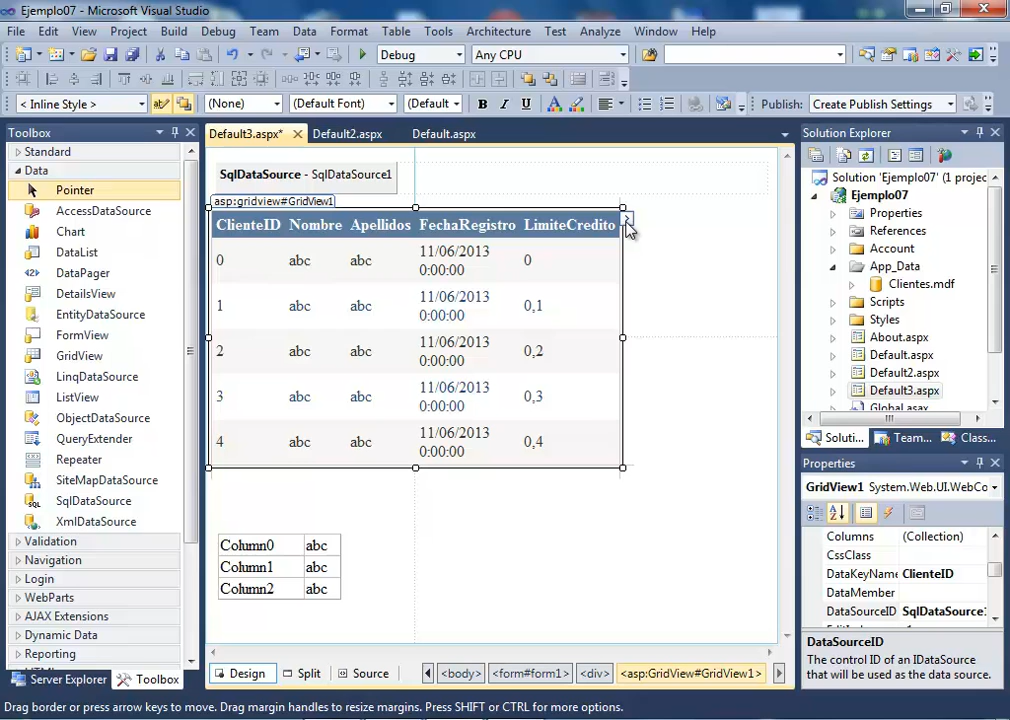 Ejemplo07 - Microsoft Visual Studio
File Edit View Project Build Debug Team Data Format Table Tools Architecture Test Analyze Window Help
Debug Any CPU
< Inline Style > (None) (Default Font) (Default B I U A Publish: Create Publish Settings
Toolbox
Standard
Data
Pointer
AccessDataSource
Chart
DataList
DataPager
DetailsView
EntityDataSource
FormView
GridView
LinqDataSource
ListView
ObjectDataSource
QueryExtender
Repeater
SiteMapDataSource
SqlDataSource
XmlDataSource
Validation
Navigation
Login
WebParts
AJAX Extensions
Dynamic Data
Reporting
Server Explorer Toolbox
Default3.aspx* Default2.aspx Default.aspx
SqlDataSource - SqlDataSource1
asp:gridview#GridView1
ClienteID Nombre Apellidos FechaRegistro LimiteCredito
0 abc abc 11/06/2013 0:00:00 0
1 abc abc 11/06/2013 0:00:00 0,1
2 abc abc 11/06/2013 0:00:00 0,2
3 abc abc 11/06/2013 0:00:00 0,3
4 abc abc 11/06/2013 0:00:00 0,4
Column0 abc
Column1 abc
Column2 abc
Design Split Source <body> <form#form1> <div> <asp:GridView#GridView1>
Solution Explorer
Solution 'Ejemplo07' (1 projec
Ejemplo07
Properties
References
Account
App_Data
Clientes.mdf
Scripts
Styles
About.aspx
Default.aspx
Default2.aspx
Default3.aspx
Global.asax
Soluti... Team... Class...
Properties
GridView1 System.Web.UI.WebCo
Columns (Collection)
CssClass
DataKeyName ClienteID
DataMember
DataSourceID SqlDataSource1
DataSourceID
The control ID of an IDataSource
that will be used as the data source.
Drag border or press arrow keys to move. Drag margin handles to resize margins. Press SHIFT or CTRL for more options.